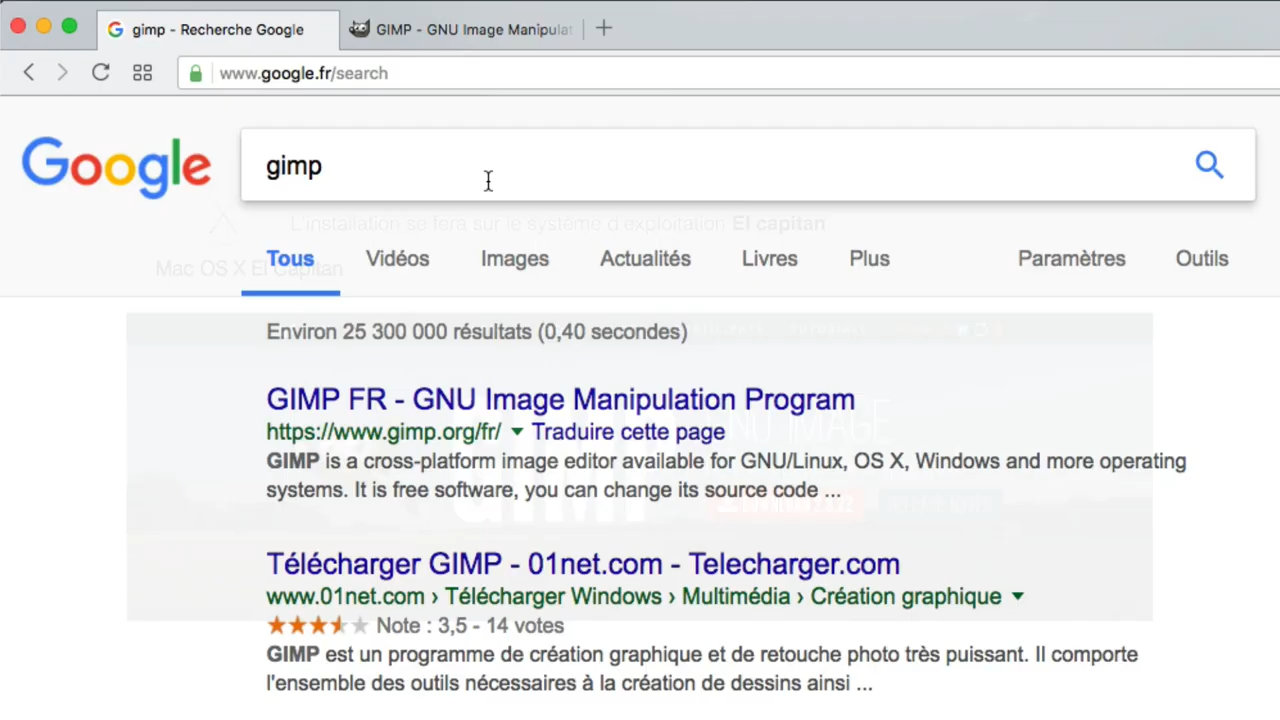 gimp - Recherche Google
GIMP - GNU Image Manipulat
www.google.fr/search
Google
gimp
L'installation se fera sur le système d'exploitation El capitan
Mac OS X El Capitan
Tous Vidéos Images Actualités Livres Plus Paramètres Outils
Environ 25 300 000 résultats (0,40 secondes)
GIMP FR - GNU Image Manipulation Program
https://www.gimp.org/fr/ Traduire cette page
GIMP is a cross-platform image editor available for GNU/Linux, OS X, Windows and more operating
systems. It is free software, you can change its source code ...
GNU IMAGE
GIMP
Télécharger GIMP - 01net.com - Telecharger.com
www.01net.com › Télécharger Windows › Multimédia › Création graphique
Note : 3,5 - 14 votes
GIMP est un programme de création graphique et de retouche photo très puissant. Il comporte
l'ensemble des outils nécessaires à la création de dessins ainsi ...